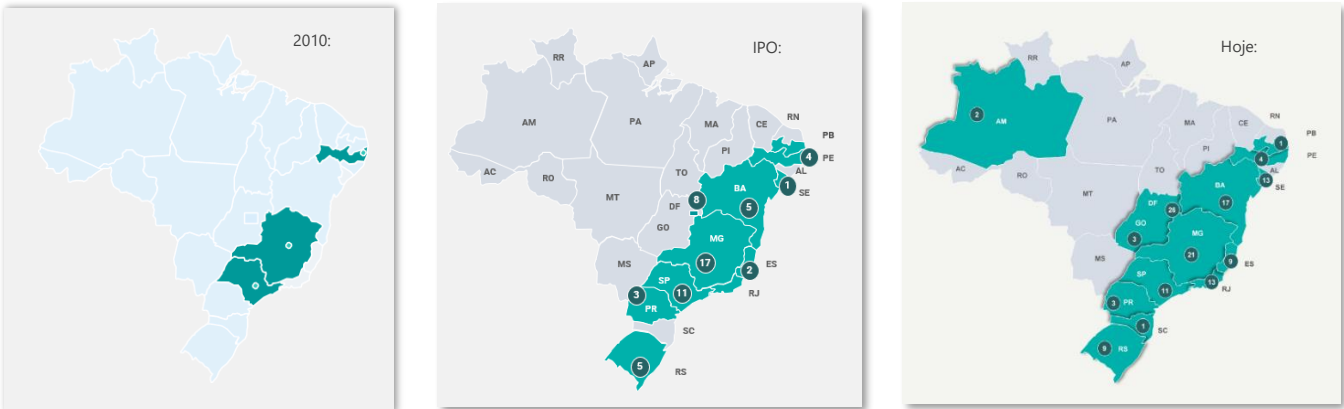 2010:
IPO:
RR
AP
AM
PA
MA
CE
RN
PB
PI
4
PE
AC
RO
TO
AL
1
SE
MT
8
BA
5
DF
GO
MG
17
MS
2
ES
SP
11
RJ
3
PR
SC
5
RS
Hoje:
RR
AP
2
AM
PA
MA
CE
RN
PB
1
PI
4
PE
AC
RO
TO
AL
13
SE
MT
BA
17
DF
26
GO
3
MG
21
MS
9
ES
SP
11
13
RJ
3
PR
1
SC
9
RS